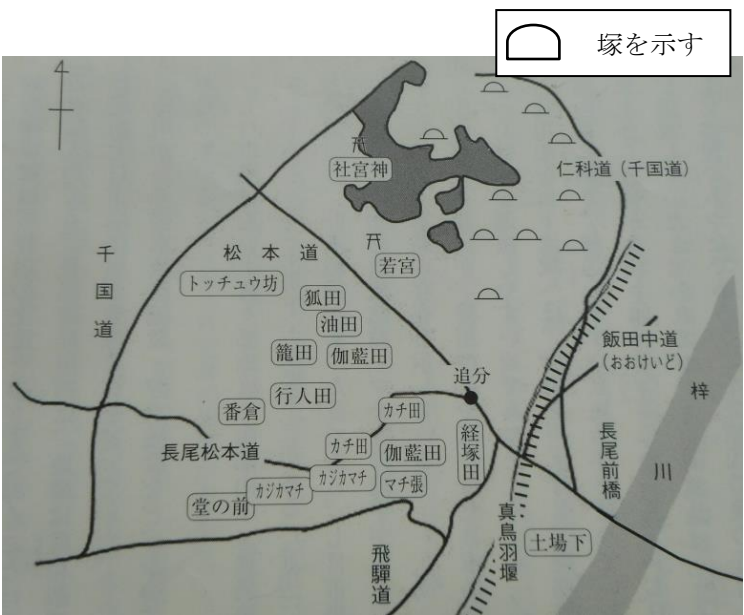 塚を示す
4
社宮神
仁科道(千国道)
千国道
松本道
トッチュウ坊
若宮
狐田
油田
籠田
伽藍田
飯田中道
(おおけいど)
追分
行人田
番倉
カチ田
梓川
長尾松本道
カチ田
伽藍田
経塚田
長尾前橋
カジカマチ
カジカマチ
マチ張
堂の前
真鳥羽堰
土場下
飛驒道